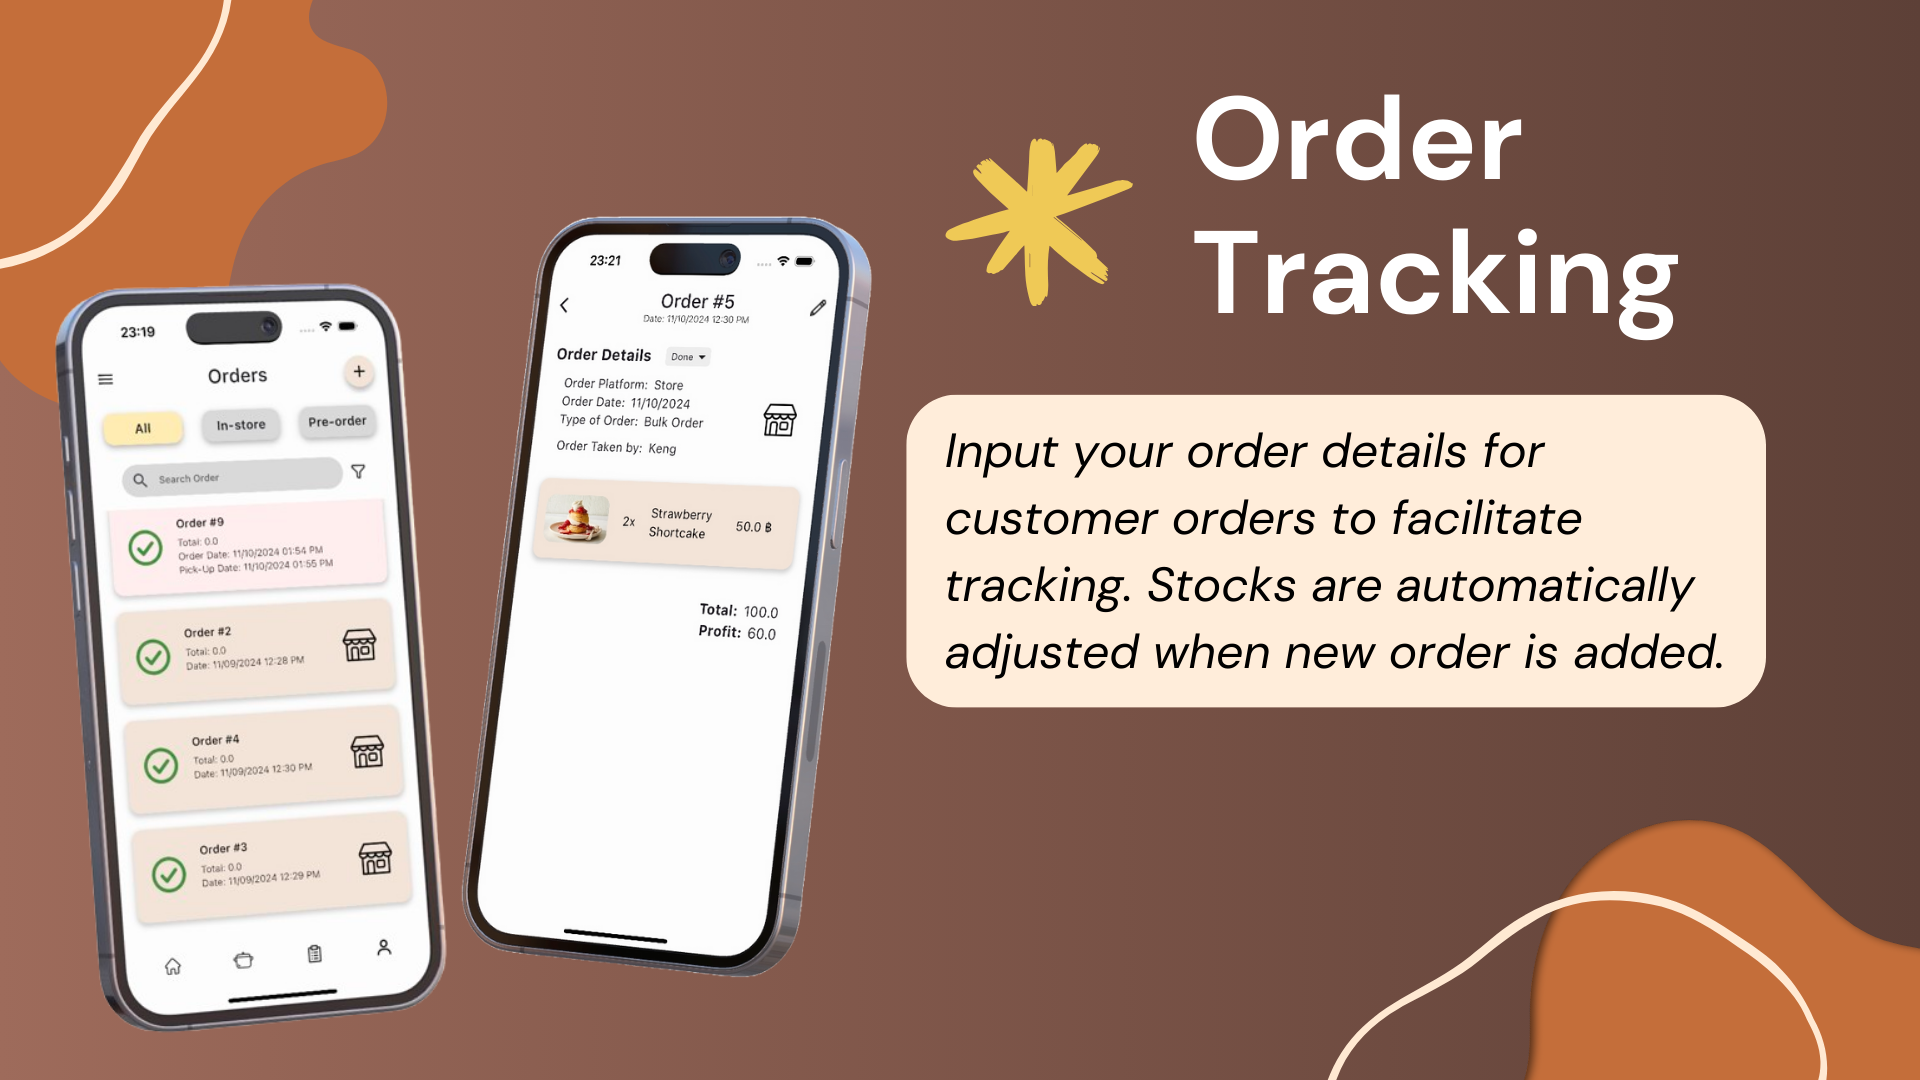 Order
Tracking
Input your order details for
customer orders to facilitate
tracking. Stocks are automatically
adjusted when new order is added.
23:19
Orders
+
All
In-store
Pre-order
Search Order
Order #9
Total: 0.0
Order Date: 11/10/2024 01:54 PM
Pick-Up Date: 11/10/2024 01:55 PM
Order #2
Total: 0.0
Date: 11/09/2024 12:28 PM
Order #4
Total: 0.0
Date: 11/09/2024 12:30 PM
Order #3
Total: 0.0
Date: 11/09/2024 12:29 PM
23:21
Order #5
Date: 11/10/2024 12:30 PM
Order Details
Done
Order Platform: Store
Order Date: 11/10/2024
Type of Order: Bulk Order
Order Taken by: Keng
2x
Strawberry
Shortcake
50.0 ฿
Total: 100.0
Profit: 60.0